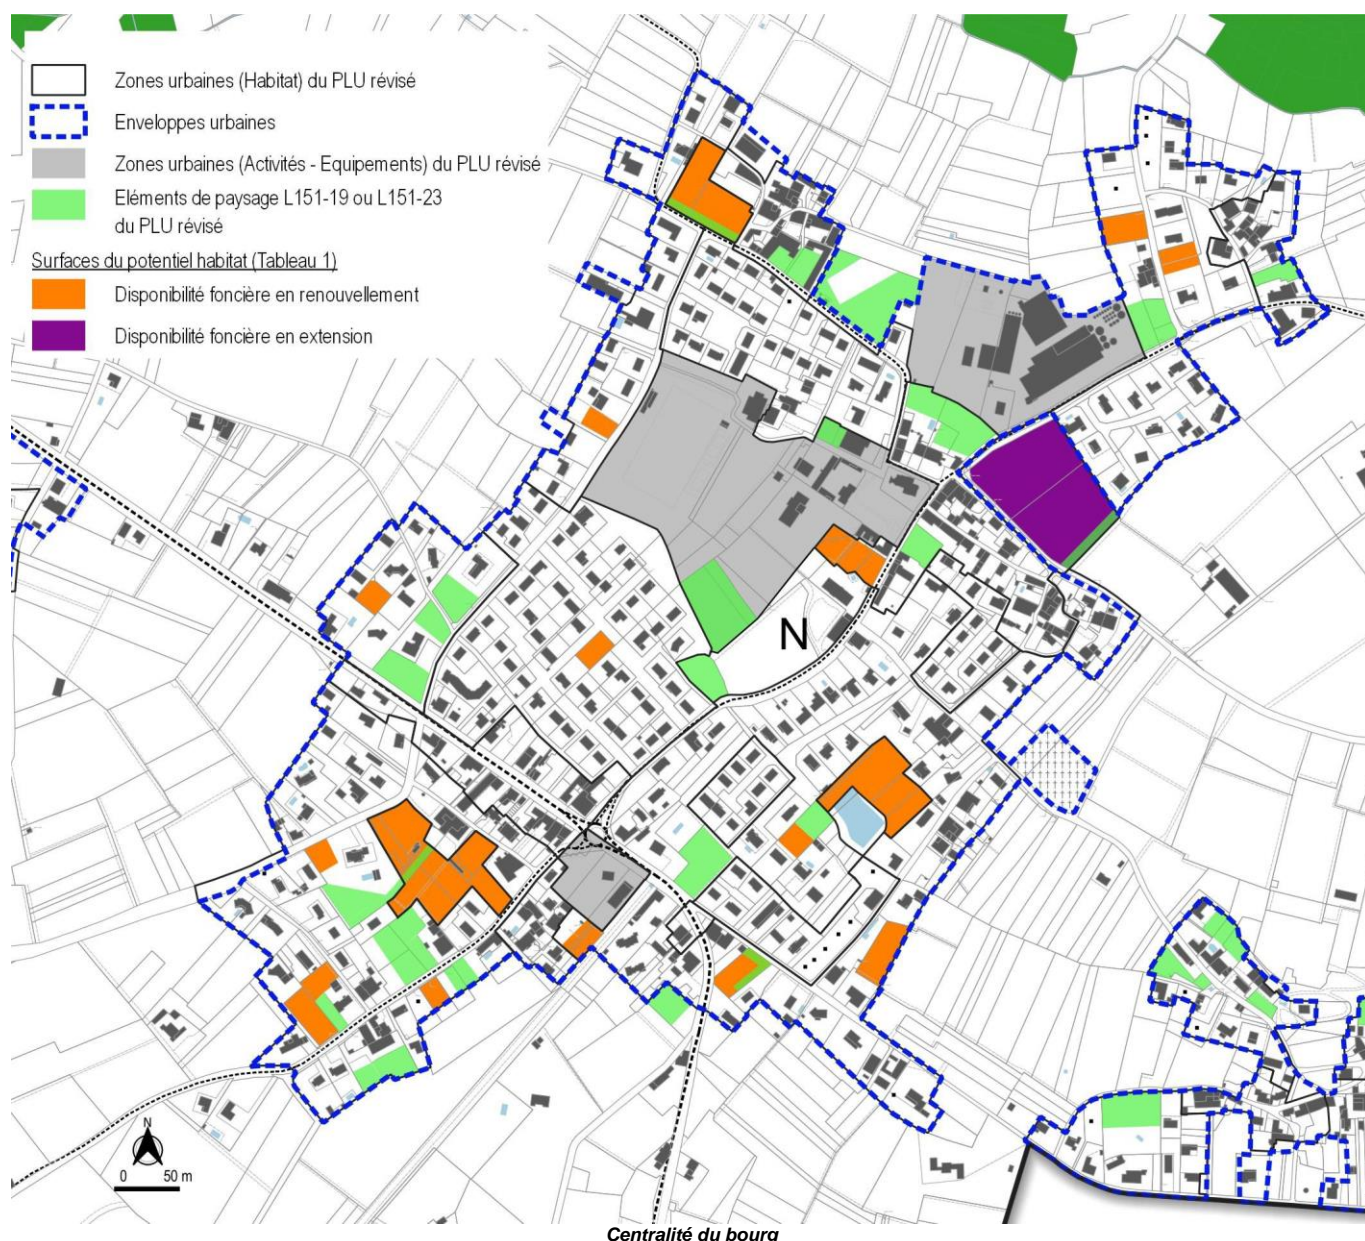 Zones urbaines (Habitat) du PLU révisé
Enveloppes urbaines
Zones urbaines (Activités - Equipements) du PLU révisé
Eléments de paysage L151-19 ou L151-23
du PLU révisé
Surfaces du potentiel habitat (Tableau 1)
Disponibilité foncière en renouvellement
Disponibilité foncière en extension
N
N
0 50 m
Centralité du bourg